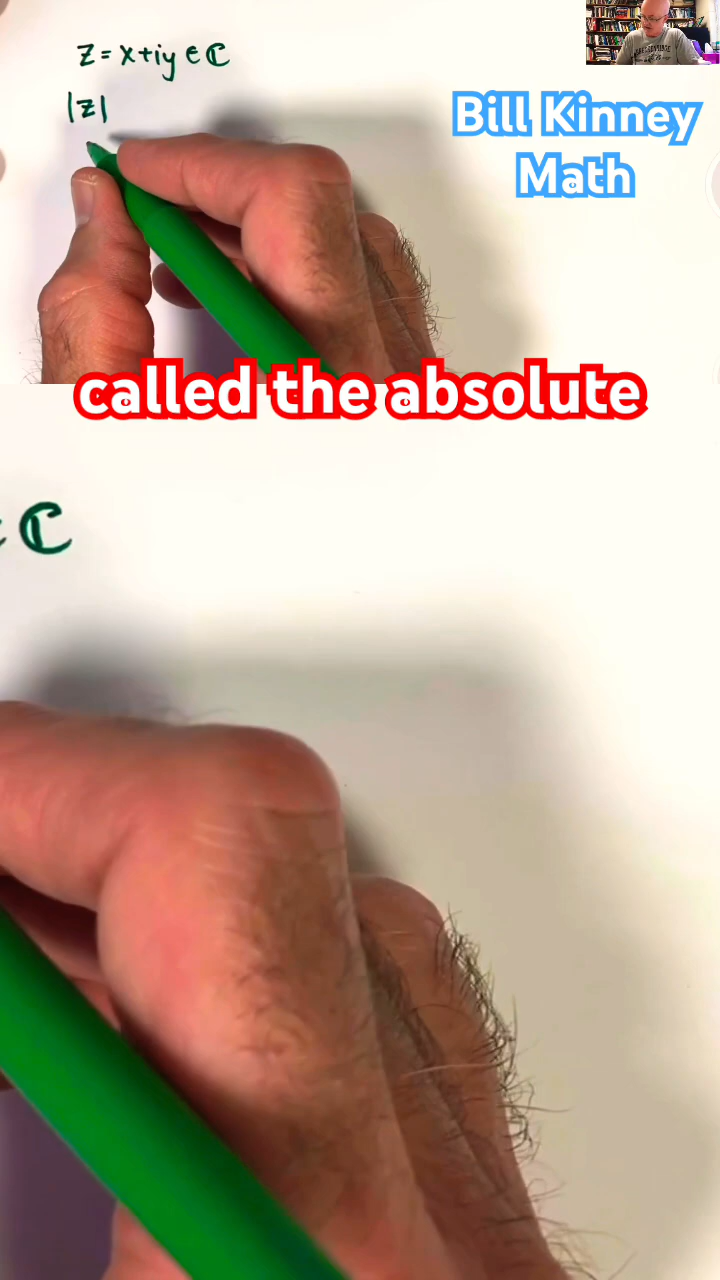 z = x + iy ∈ ℂ
|z|
Bill Kinney
Math
called the absolute
∈ ℂ